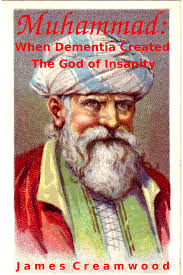 Muhammad:
When Dementia Created
The God of Insanity
James Creamwood